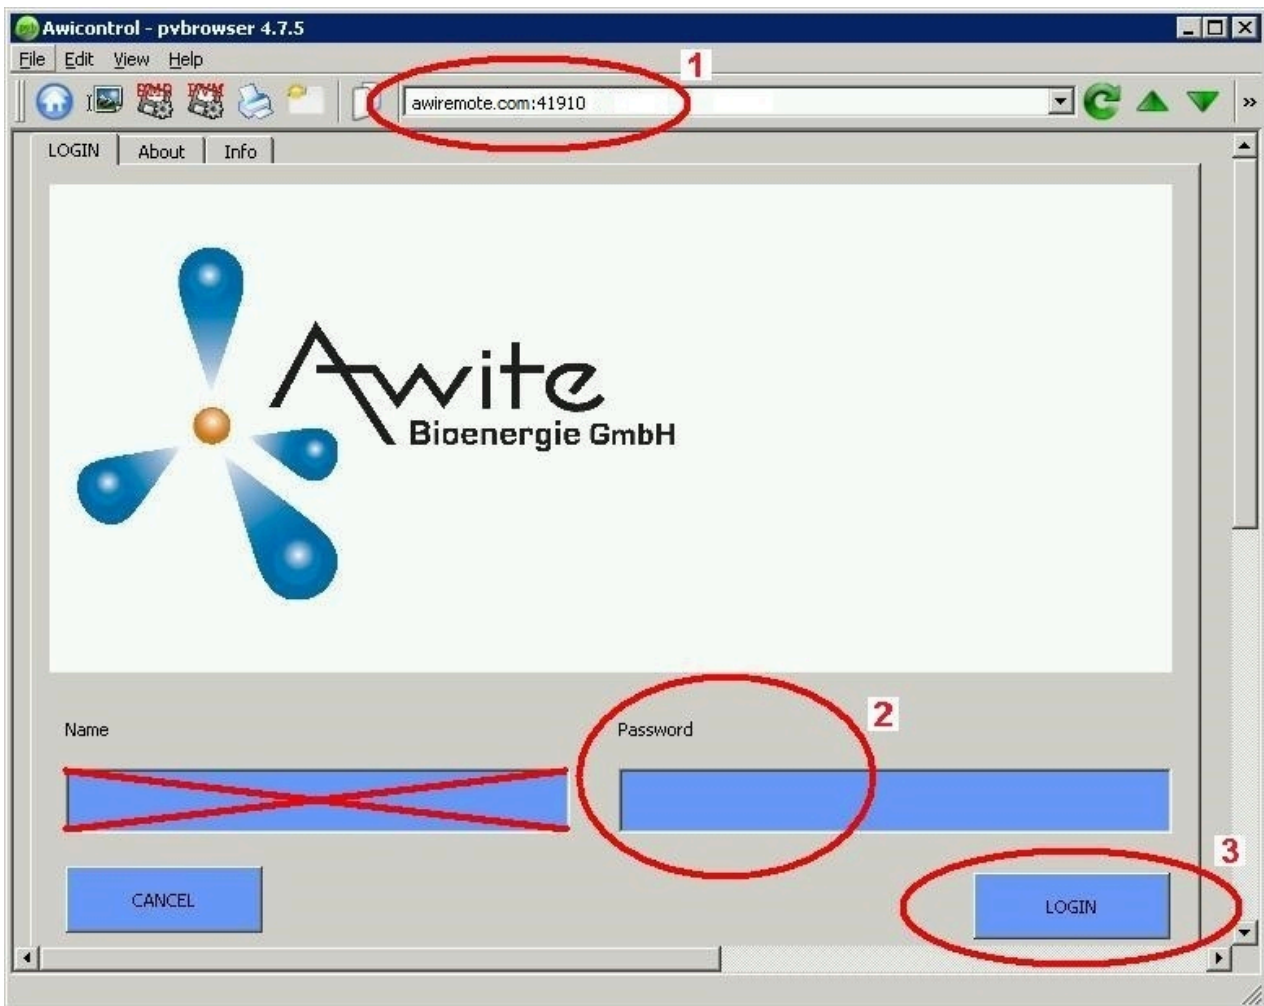 Awicontrol - pvbrowser 4.7.5
File Edit View Help
1
awiremote.com:41910
»
LOGIN About Info
Awite
Bioenergie GmbH
2
Name Password
3
CANCEL LOGIN